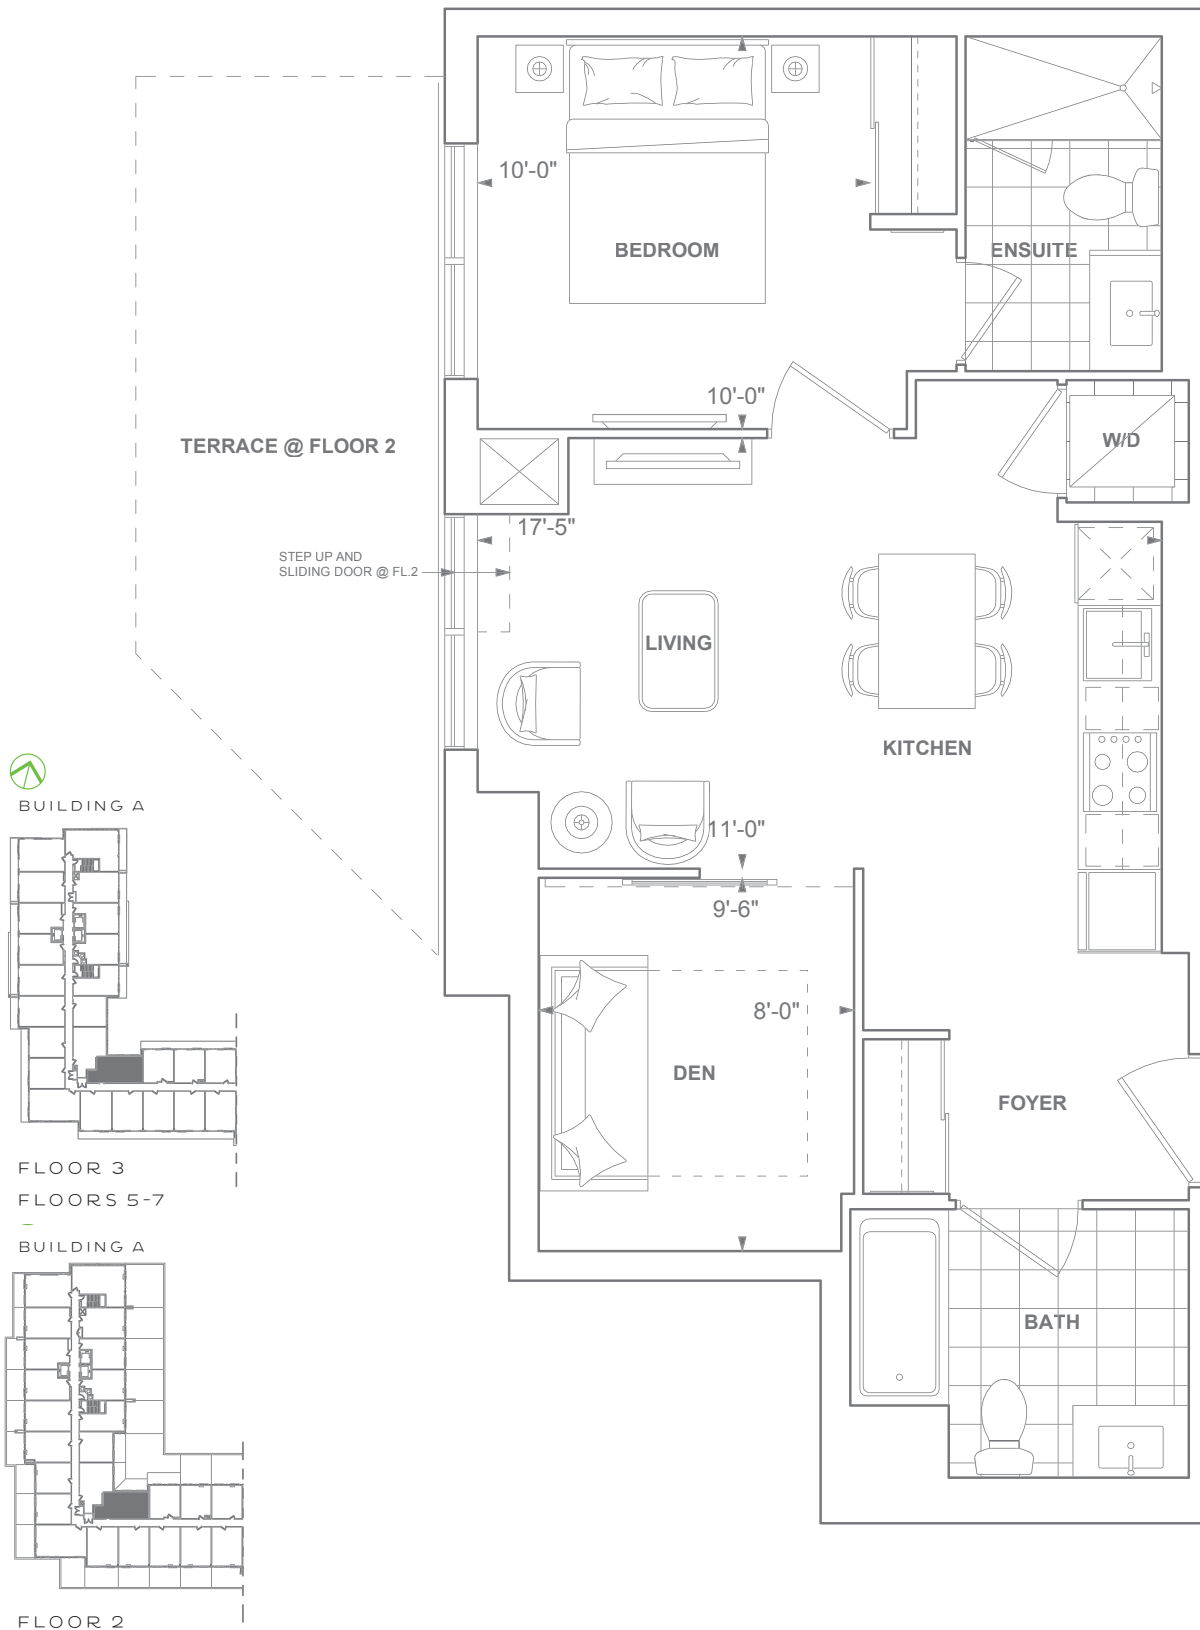 10'-0"
BEDROOM
ENSUITE
10'-0"
TERRACE @ FLOOR 2
W/D
17'-5"
STEP UP AND
SLIDING DOOR @ FL.2
LIVING
KITCHEN
11'-0"
9'-6"
8'-0"
DEN
FOYER
BATH
BUILDING A
FLOOR 3
FLOORS 5-7
BUILDING A
FLOOR 2